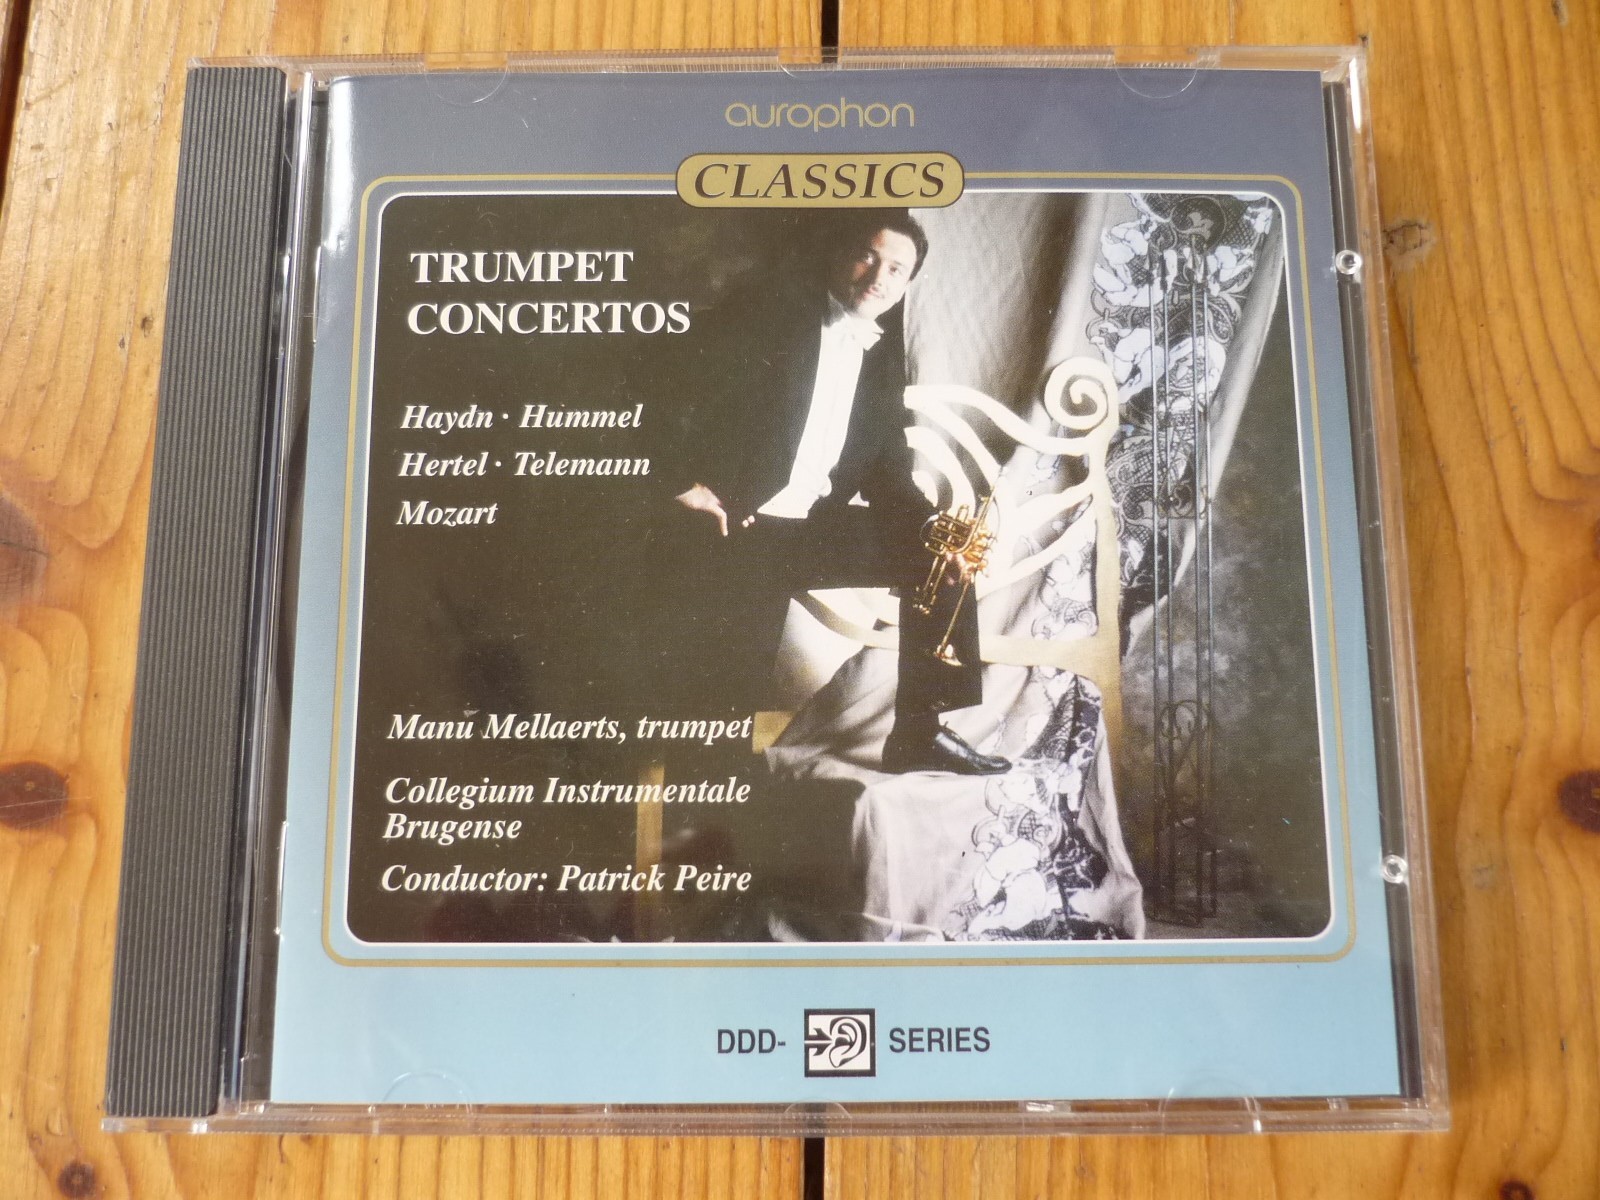 aurophon
CLASSICS
TRUMPET
CONCERTOS
Haydn · Hummel
Hertel · Telemann
Mozart
Manu Mellaerts, trumpet
Collegium Instrumentale
Brugense
Conductor: Patrick Peire
DDD- SERIES